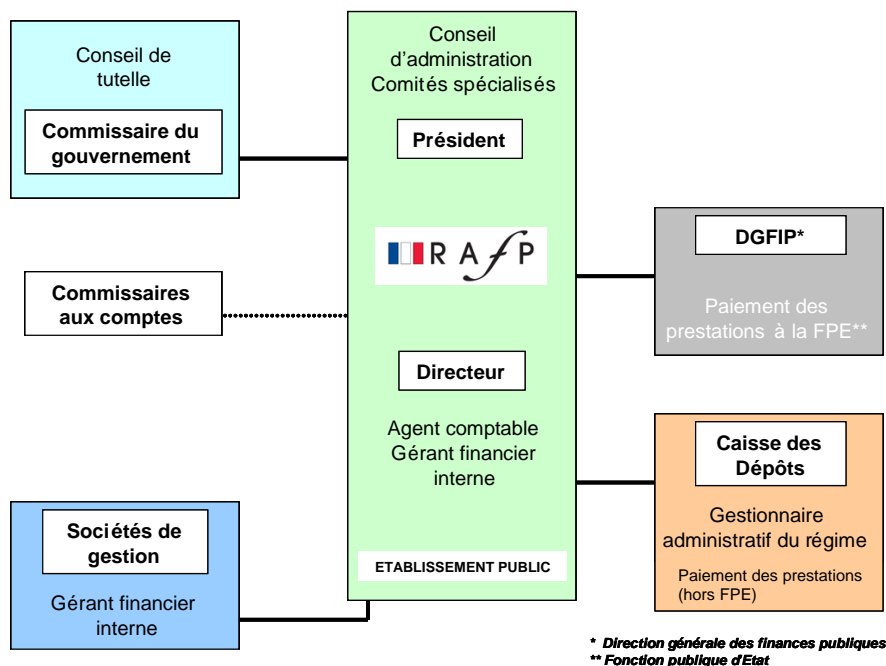 Conseil de
tutelle
Commissaire du
gouvernement
Commissaires
aux comptes
Sociétés de
gestion
Gérant financier
interne
Conseil
d'administration
Comités spécialisés
Président
RAfP
Directeur
Agent comptable
Gérant financier
interne
ETABLISSEMENT PUBLIC
DGFIP*
Paiement des
prestations à la FPE**
Caisse des
Dépôts
Gestionnaire
administratif du régime
Paiement des prestations
(hors FPE)
* Direction générale des finances publiques
** Fonction publique d'Etat